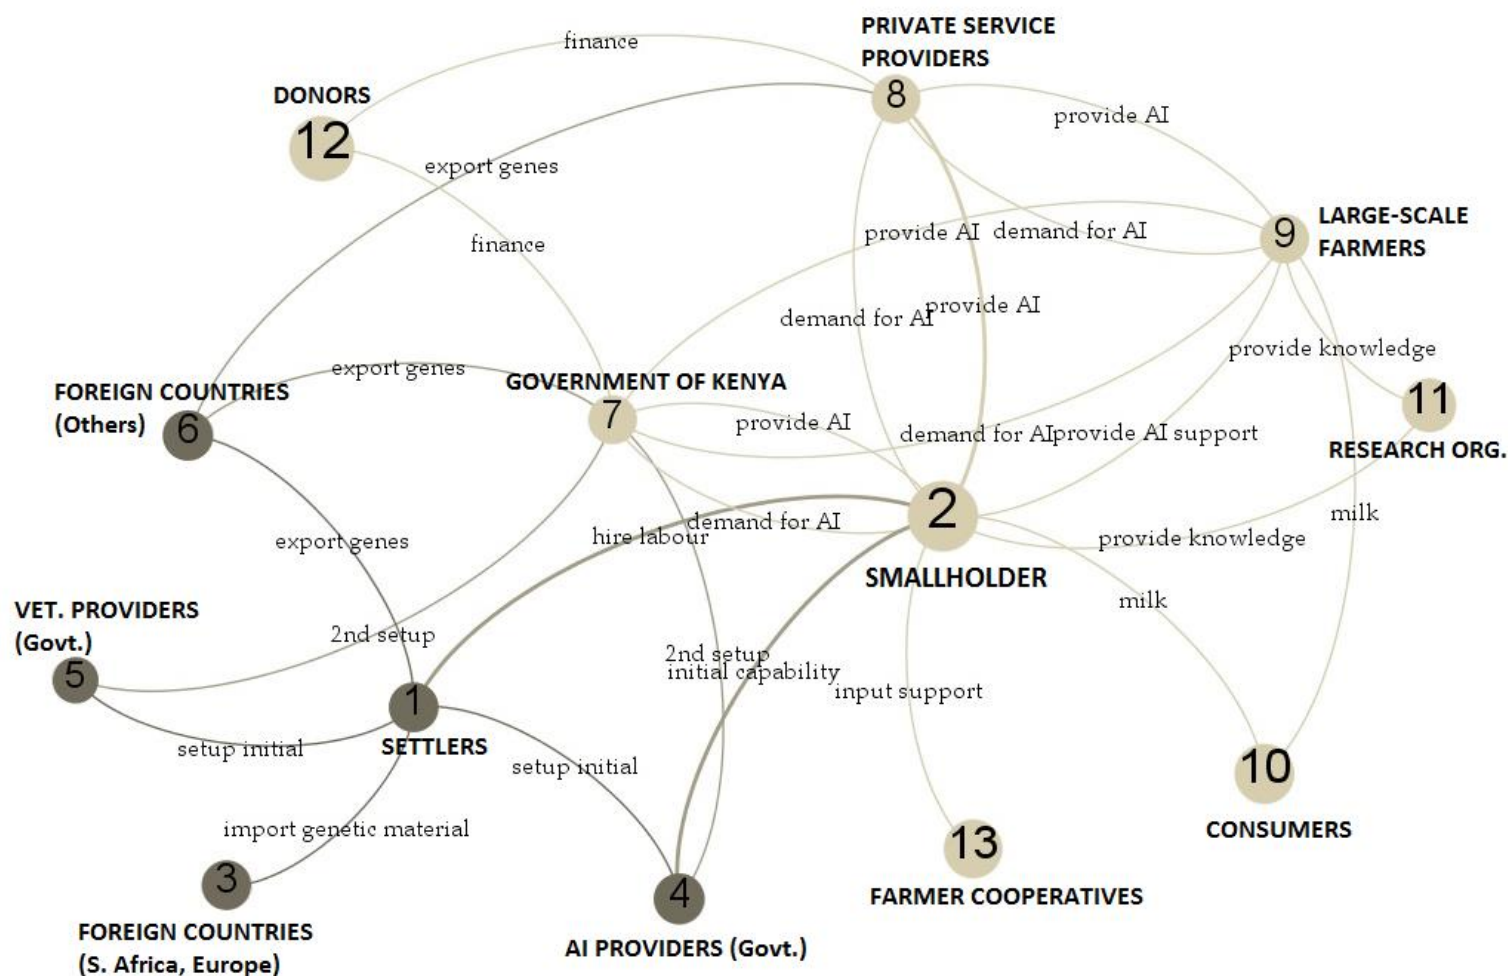 PRIVATE SERVICE
PROVIDERS
finance
DONORS
8
12
provide AI
export genes
LARGE-SCALE
FARMERS
9
provide AI
demand for AI
finance
provide AI
demand for AI
provide knowledge
export genes
GOVERNMENT OF KENYA
FOREIGN COUNTRIES
(Others)
6
7
11
provide AI
demand for AI
provide AI support
RESEARCH ORG.
2
milk
demand for AI
hire labour
provide knowledge
export genes
SMALLHOLDER
milk
VET. PROVIDERS
(Govt.)
5
2nd setup
2nd setup
initial capability
input support
1
SETTLERS
setup initial
setup initial
10
import genetic material
CONSUMERS
13
3
4
FARMER COOPERATIVES
FOREIGN COUNTRIES
(S. Africa, Europe)
AI PROVIDERS (Govt.)